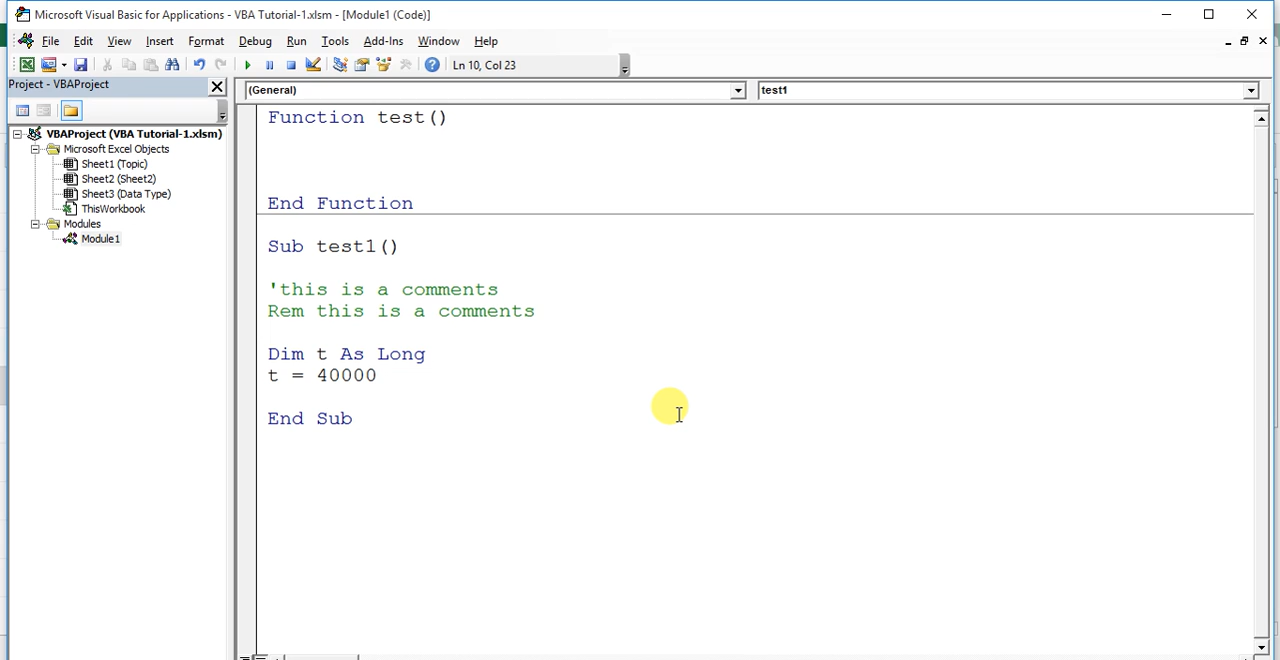 Microsoft Visual Basic for Applications - VBA Tutorial-1.xlsm - [Module1 (Code)]
File Edit View Insert Format Debug Run Tools Add-Ins Window Help
Ln 10, Col 23
Project - VBAProject
(General) test1
VBAProject (VBA Tutorial-1.xlsm)
Microsoft Excel Objects
Sheet1 (Topic)
Sheet2 (Sheet2)
Sheet3 (Data Type)
ThisWorkbook
Modules
Module1
Function test()
End Function
Sub test1()
'this is a comments
Rem this is a comments
Dim t As Long
t = 40000
End Sub